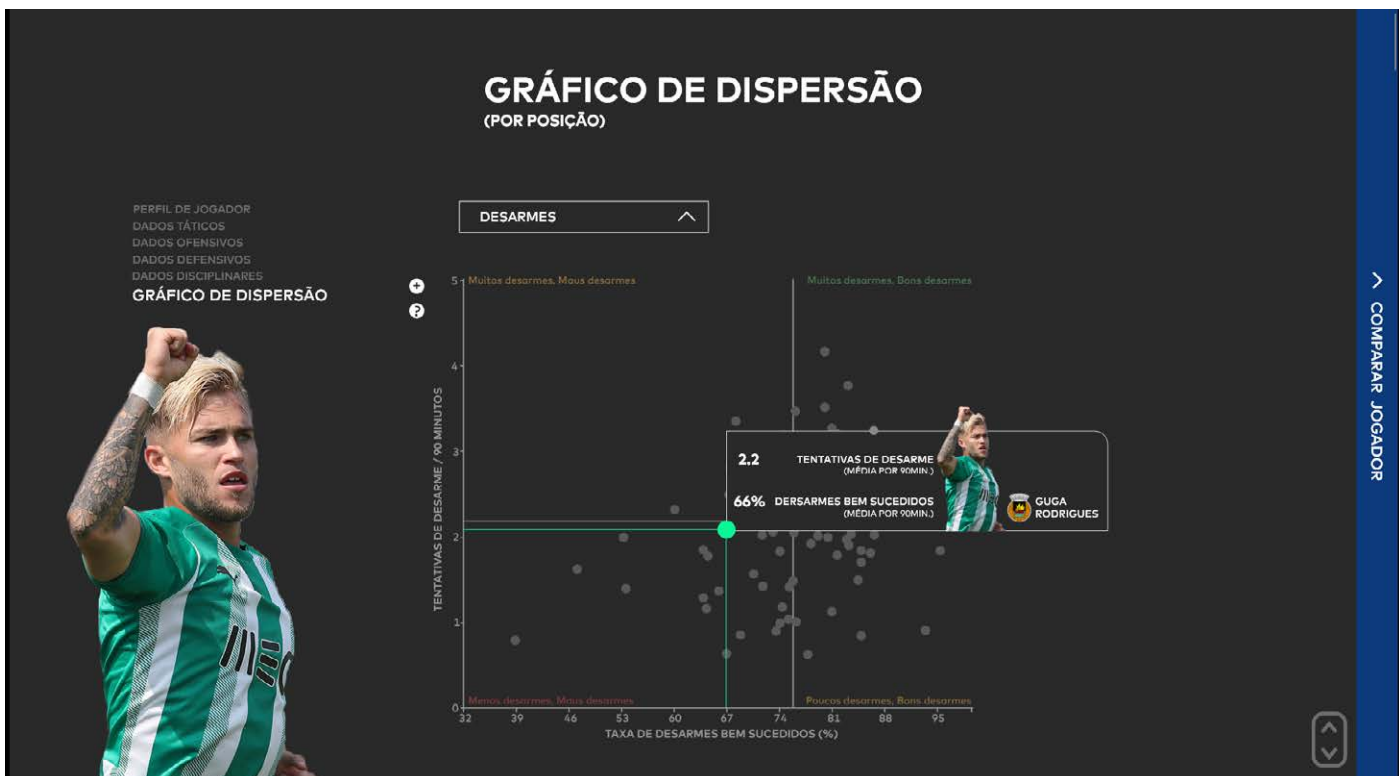 GRÁFICO DE DISPERSÃO
(POR POSIÇÃO)
PERFIL DE JOGADOR
DADOS TÁTICOS
DADOS OFENSIVOS
DADOS DEFENSIVOS
DADOS DISCIPLINARES
GRÁFICO DE DISPERSÃO
DESARMES
+
?
Muitos desarmes, Maus desarmes
Muitos desarmes, Bons desarmes
5
4
3
2
1
0
TENTATIVAS DE DESARME / 90 MINUTOS
2.2 TENTATIVAS DE DESARME
(MÉDIA POR 90MIN.)
66% DERSARMES BEM SUCEDIDOS
(MÉDIA POR 90MIN.)
GUGA
RODRIGUES
Menos desarmes, Maus desarmes
Poucos desarmes, Bons desarmes
32 39 46 53 60 67 74 81 88 95
TAXA DE DESARMES BEM SUCEDIDOS (%)
COMPARAR JOGADOR